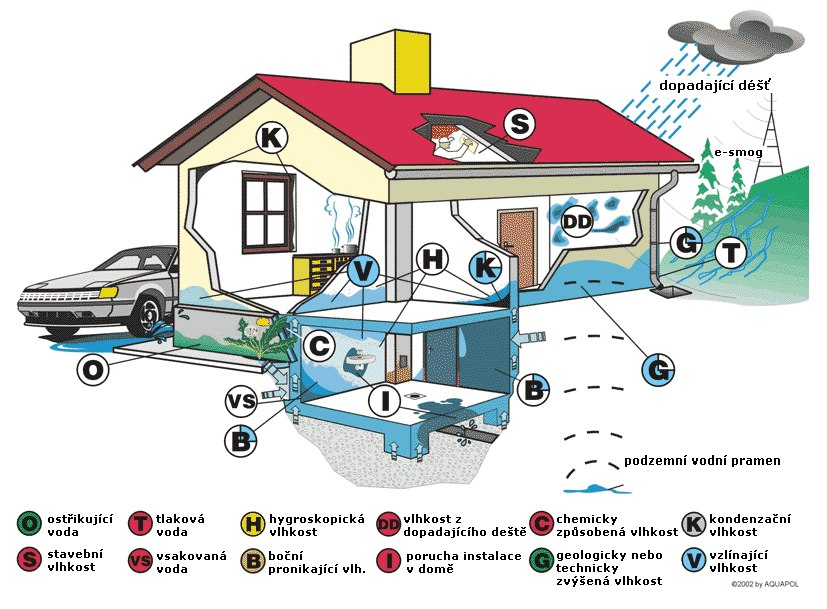 dopadající déšť
e-smog
K
S
DD
G
T
V
H
K
C
O
VS
B
I
B
G
podzemní vodní pramen
O ostřikující
voda
T tlaková
voda
H hygroskopická
vlhkost
DD vlhkost z
dopadajícího deště
C chemicky
způsobená vlhkost
K kondenzační
vlhkost
S stavební
vlhkost
VS vsakovaná
voda
B boční
pronikající vlh.
I porucha instalace
v domě
G geologicky nebo
technicky
zvýšená vlhkost
V vzlínající
vlhkost
©2002 by AQUAPOL